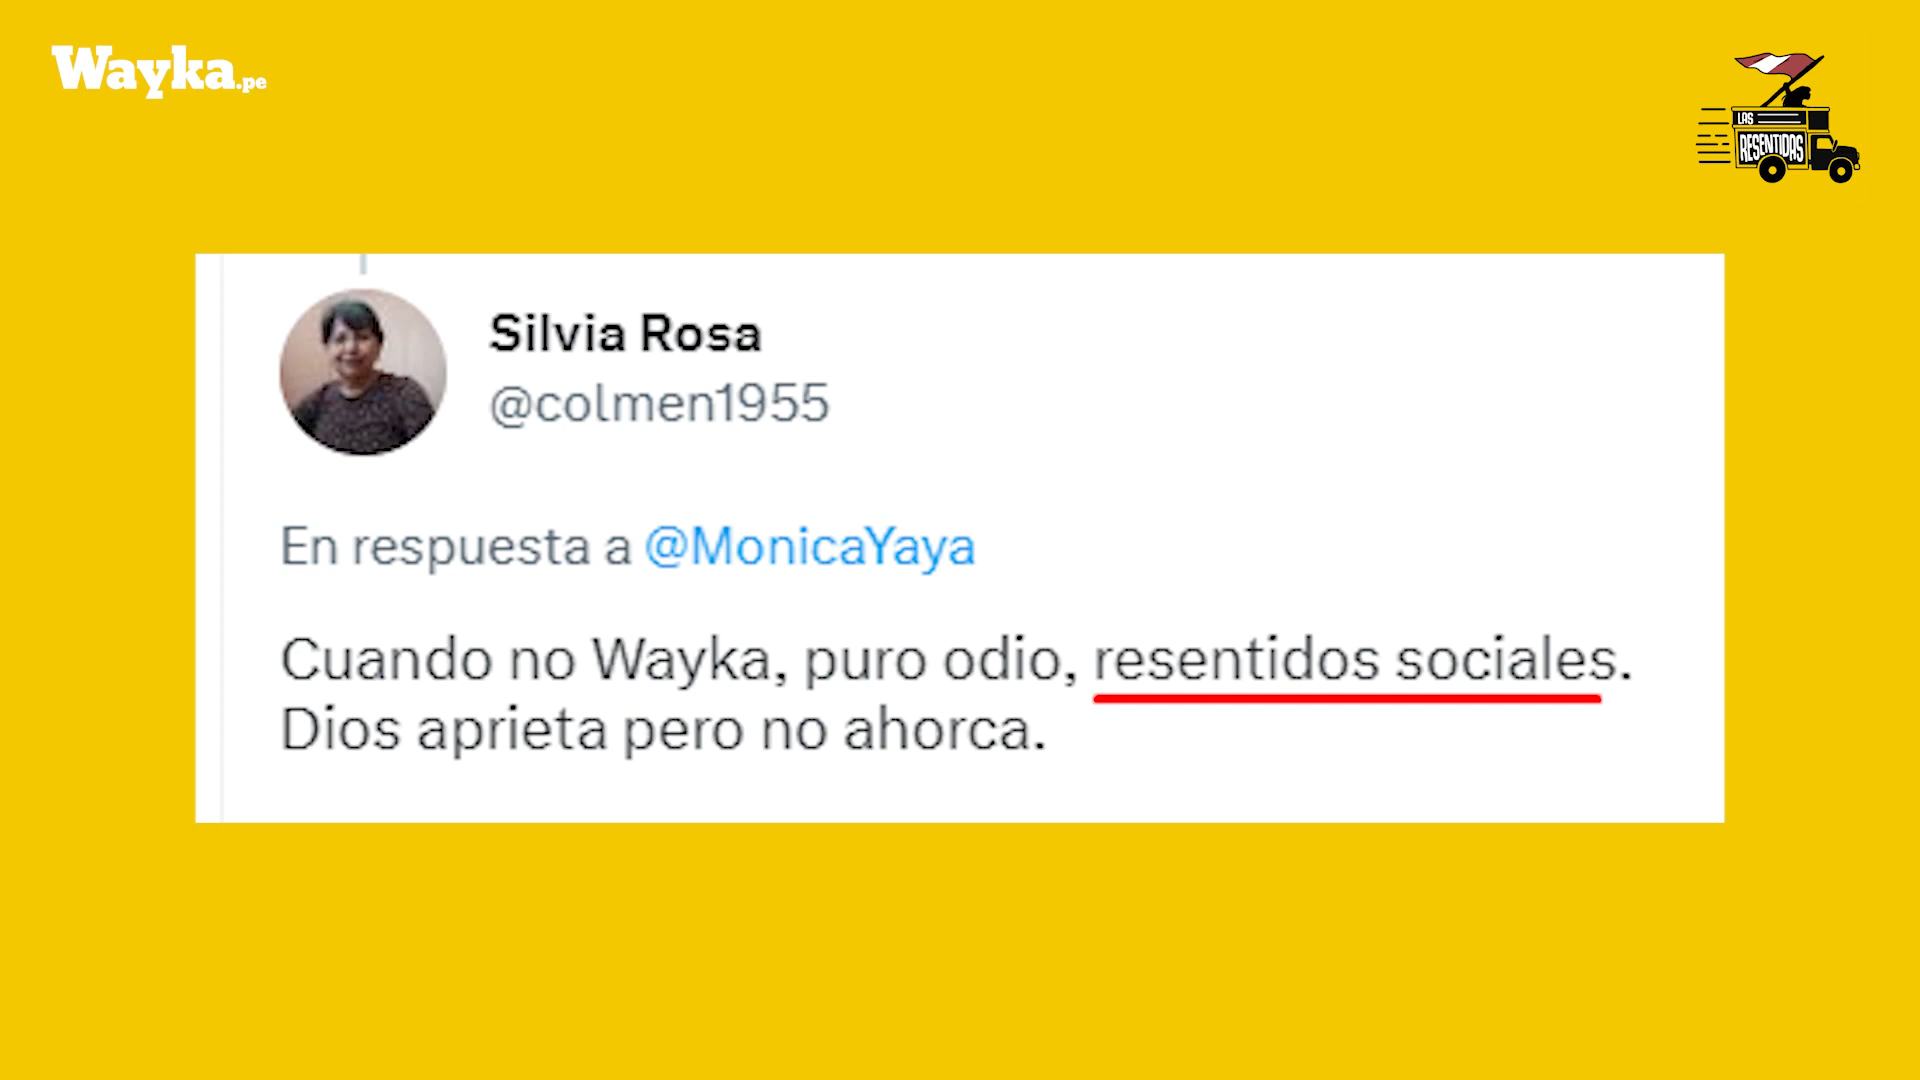 Wayka.pe
LAS
RESENTIDAS
Silvia Rosa
@colmen1955
En respuesta a @MonicaYaya
Cuando no Wayka, puro odio, resentidos sociales.
Dios aprieta pero no ahorca.